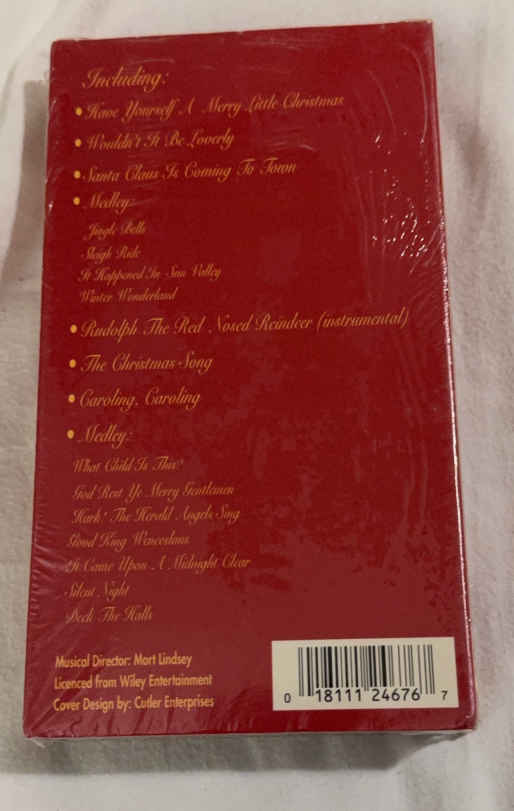 Including:
• Have Yourself A Merry Little Christmas
• Wouldn't It Be Loverly
• Santa Claus Is Coming To Town
• Medley:
Jingle Bells
Sleigh Ride
It Happened In Sun Valley
Winter Wonderland
• Rudolph The Red Nosed Reindeer (instrumental)
• The Christmas Song
• Caroling, Caroling
• Medley:
What Child Is This?
God Rest Ye Merry Gentlemen
Hark! The Herald Angels Sing
Good King Wenceslaus
It Came Upon A Midnight Clear
Silent Night
Deck The Halls
Musical Director: Mort Lindsey
Licenced from Wiley Entertainment
Cover Design by: Cutler Enterprises
0 18111 24676 7